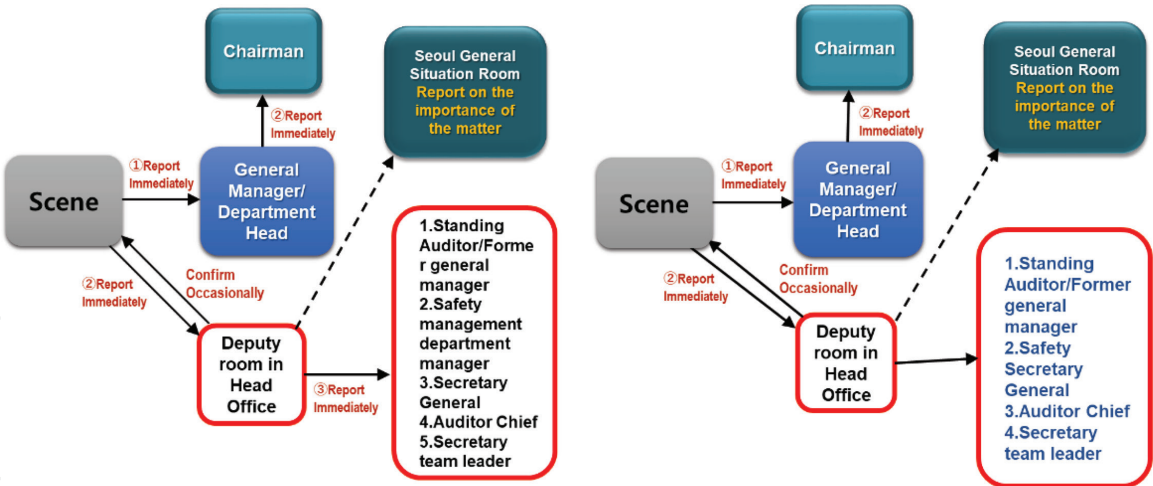 Chairman
Seoul General
Situation Room
Report on the
importance of
the matter
②Report
Immediately
①Report
Immediately
General
Manager/
Department
Head
Scene
②Report
Immediately
Confirm
Occasionally
Deputy
room in
Head
Office
③Report
Immediately
1.Standing
Auditor/Forme
r general
manager
2.Safety
management
department
manager
3.Secretary
General
4.Auditor Chief
5.Secretary
team leader
Chairman
Seoul General
Situation Room
Report on the
importance of
the matter
②Report
Immediately
①Report
Immediately
General
Manager/
Department
Head
Scene
②Report
Immediately
Confirm
Occasionally
Deputy
room in
Head
Office
1.Standing
Auditor/Former
general
manager
2.Safety
Secretary
General
3.Auditor Chief
4.Secretary
team leader